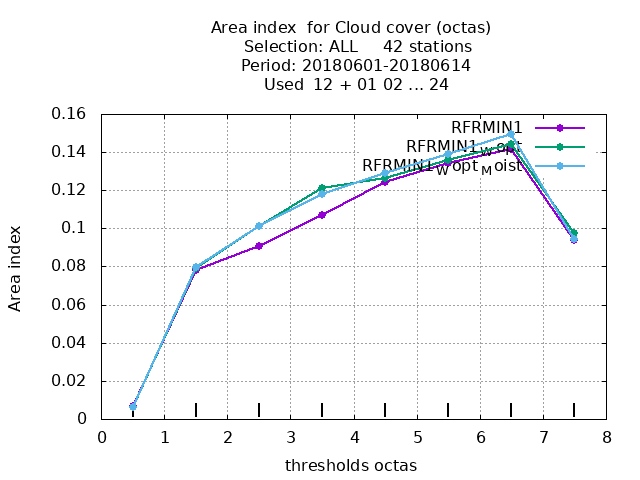 Area index  for Cloud cover (octas)
Selection: ALL     42 stations
Period: 20180601-20180614
Used  12 + 01 02 ... 24
RFRMIN1
RFRMIN1_Wopt
RFRMIN1_Wopt_Moist
0.16
0.14
0.12
0.1
0.08
0.06
0.04
0.02
0
Area index
0 1 2 3 4 5 6 7 8
thresholds octas